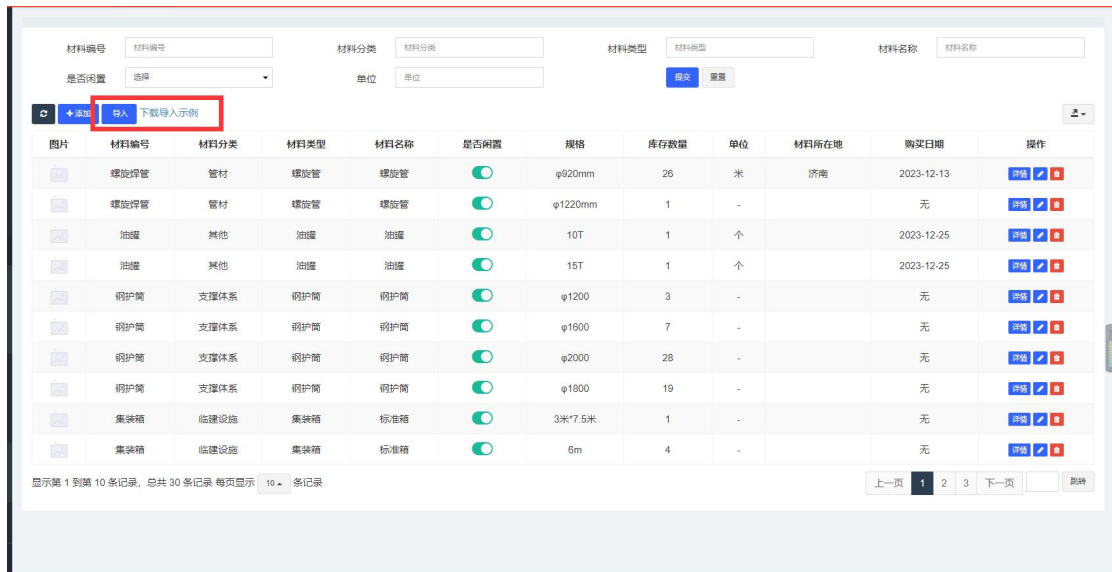 材料编号 材料编号 材料分类 材料分类 材料类型 材料类型 材料名称 材料名称
是否闲置 选择 单位 单位 提交 重置
+添加 导入 下载导入示例
图片 材料编号 材料分类 材料类型 材料名称 是否闲置 规格 库存数量 单位 材料所在地 购买日期 操作
螺旋焊管 管材 螺旋管 螺旋管 φ920mm 26 米 济南 2023-12-13 详情
螺旋焊管 管材 螺旋管 螺旋管 φ1220mm 1 - 无 详情
油罐 其他 油罐 油罐 10T 1 个 2023-12-25 详情
油罐 其他 油罐 油罐 15T 1 个 2023-12-25 详情
钢护筒 支撑体系 钢护筒 钢护筒 φ1200 3 - 无 详情
钢护筒 支撑体系 钢护筒 钢护筒 φ1600 7 - 无 详情
钢护筒 支撑体系 钢护筒 钢护筒 φ2000 28 - 无 详情
钢护筒 支撑体系 钢护筒 钢护筒 φ1800 19 - 无 详情
集装箱 临建设施 集装箱 标准箱 3米*7.5米 1 - 无 详情
集装箱 临建设施 集装箱 标准箱 6m 4 - 无 详情
显示第 1 到第 10 条记录，总共 30 条记录 每页显示 10 条记录 上一页 1 2 3 下一页 跳转